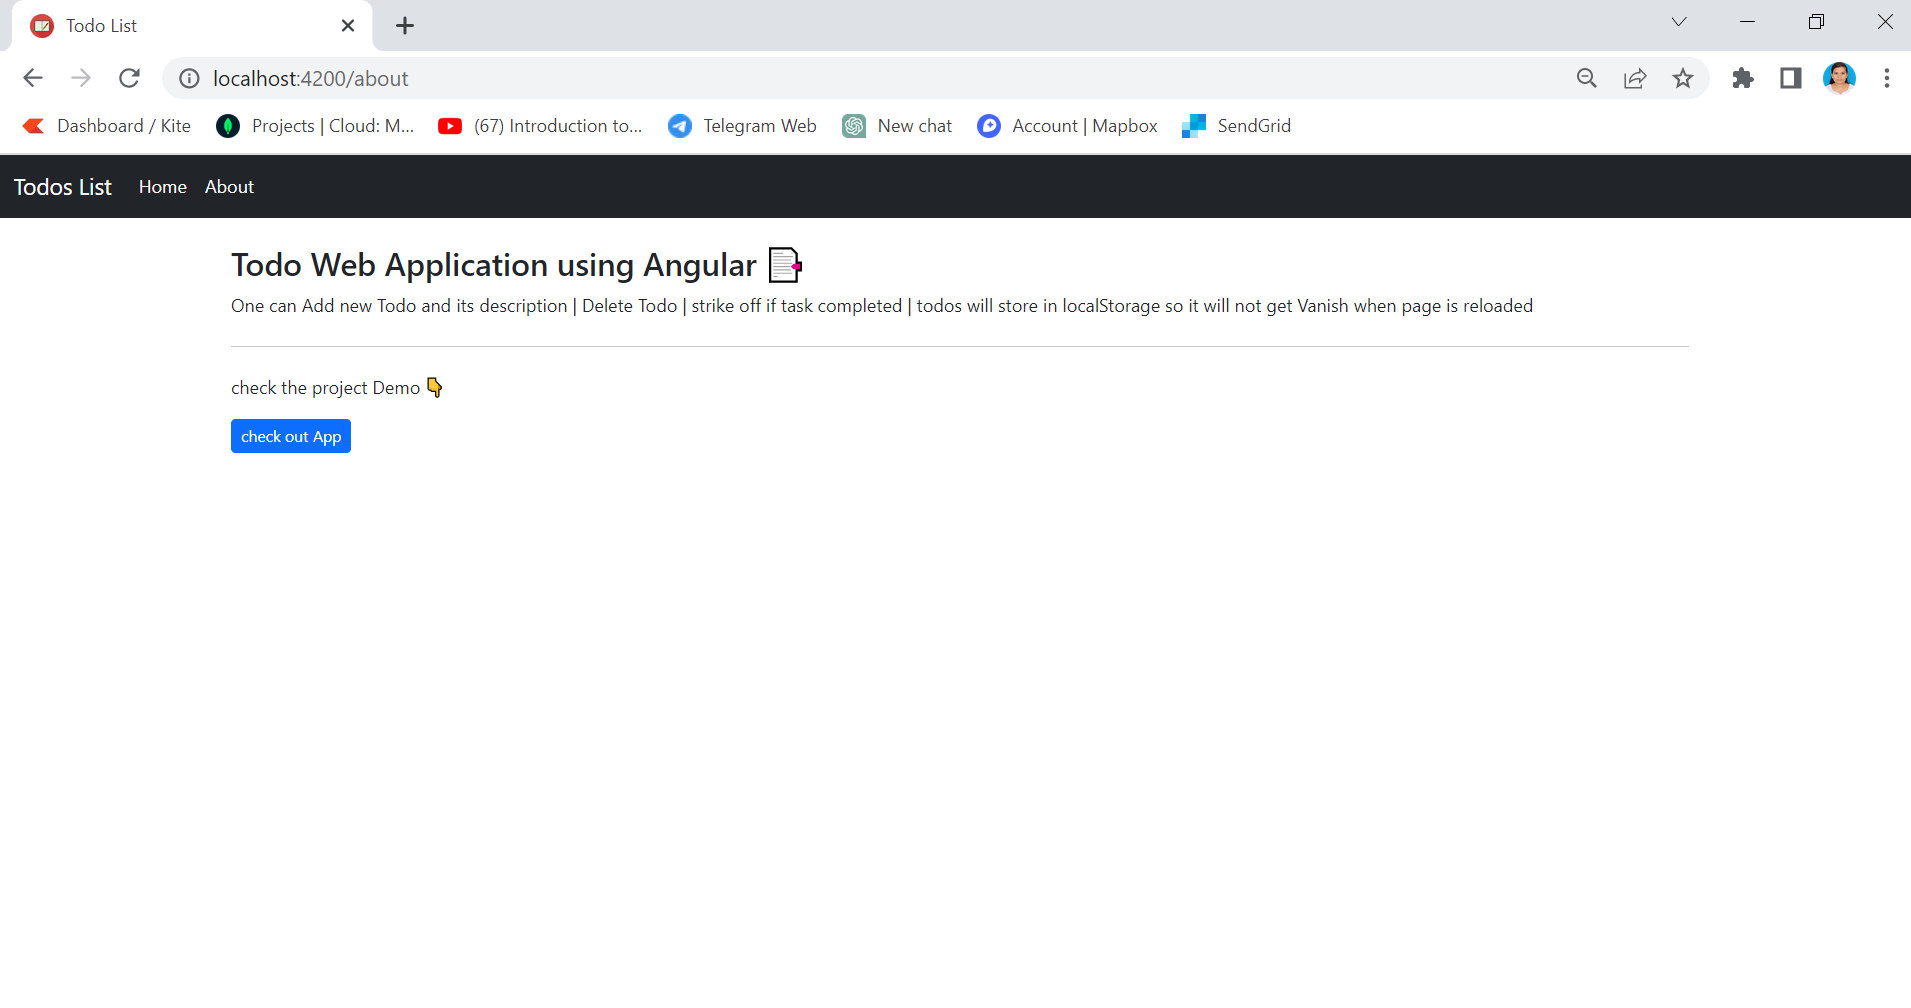 Todo List
localhost:4200/about
Dashboard / Kite Projects | Cloud: M... (67) Introduction to... Telegram Web New chat Account | Mapbox SendGrid
Todos List Home About
Todo Web Application using Angular 📑
One can Add new Todo and its description | Delete Todo | strike off if task completed | todos will store in localStorage so it will not get Vanish when page is reloaded
check the project Demo 👇
check out App